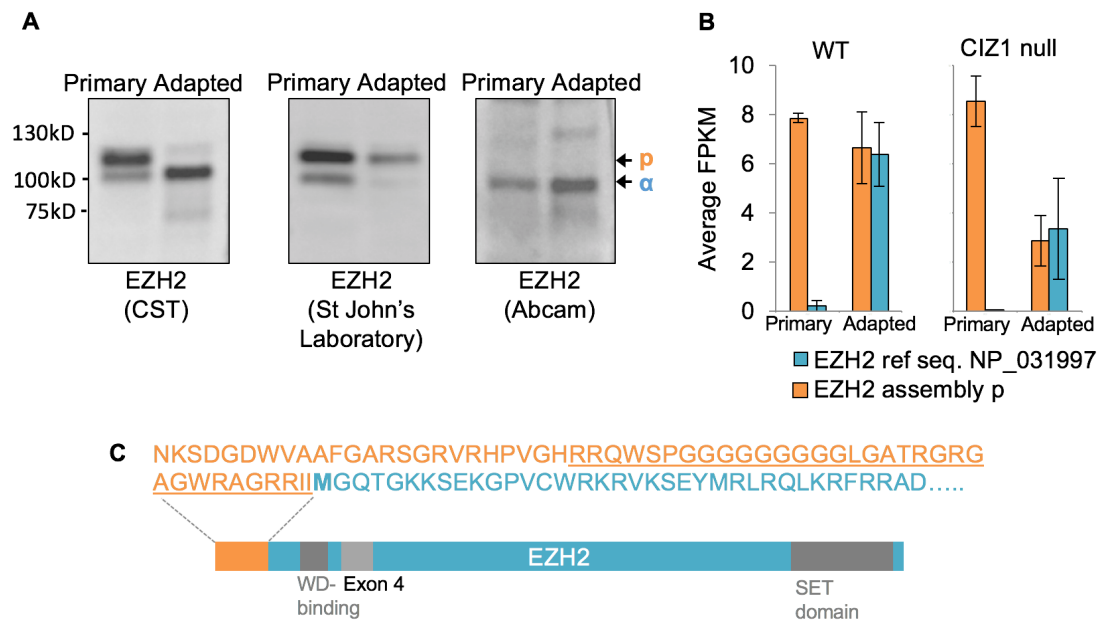 A
Primary Adapted
Primary Adapted
Primary Adapted
130kD
100kD
75kD
p
α
EZH2
(CST)
EZH2
(St John's
Laboratory)
EZH2
(Abcam)
B
WT
CIZ1 null
Average FPKM
10
8
6
4
2
0
Primary Adapted
Primary Adapted
EZH2 ref seq. NP_031997
EZH2 assembly p
C
NKSDGDWVAAFGARSGRVRHPVGHRRQWSPGGGGGGGGGGLGATRGRG
AGWRAGRRIIMGQTGKKSEKGPVCWRKRVKSEYMRLRQLKRFRRAD.....
EZH2
WD-
binding
Exon 4
SET
domain